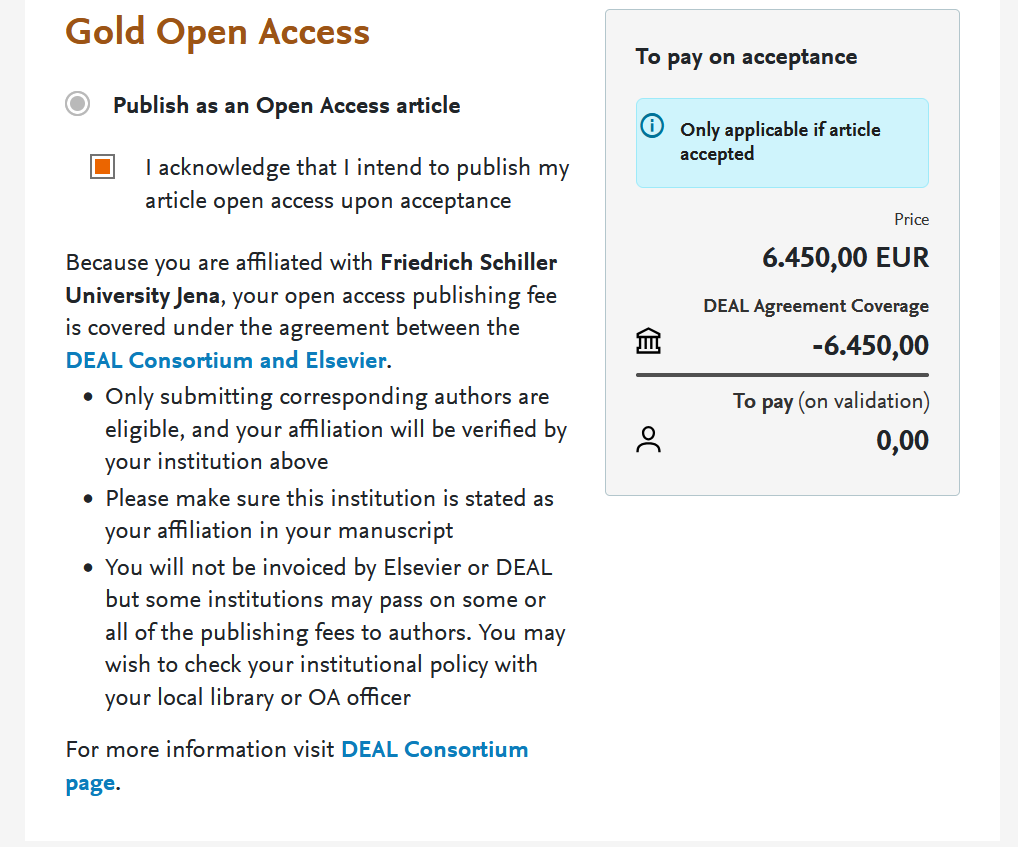 Gold Open Access
Publish as an Open Access article
I acknowledge that I intend to publish my
article open access upon acceptance
Because you are affiliated with Friedrich Schiller
University Jena, your open access publishing fee
is covered under the agreement between the
DEAL Consortium and Elsevier.
• Only submitting corresponding authors are
eligible, and your affiliation will be verified by
your institution above
• Please make sure this institution is stated as
your affiliation in your manuscript
• You will not be invoiced by Elsevier or DEAL
but some institutions may pass on some or
all of the publishing fees to authors. You may
wish to check your institutional policy with
your local library or OA officer
For more information visit DEAL Consortium
page.
To pay on acceptance
Only applicable if article
accepted
Price
6.450,00 EUR
DEAL Agreement Coverage
-6.450,00
To pay (on validation)
0,00